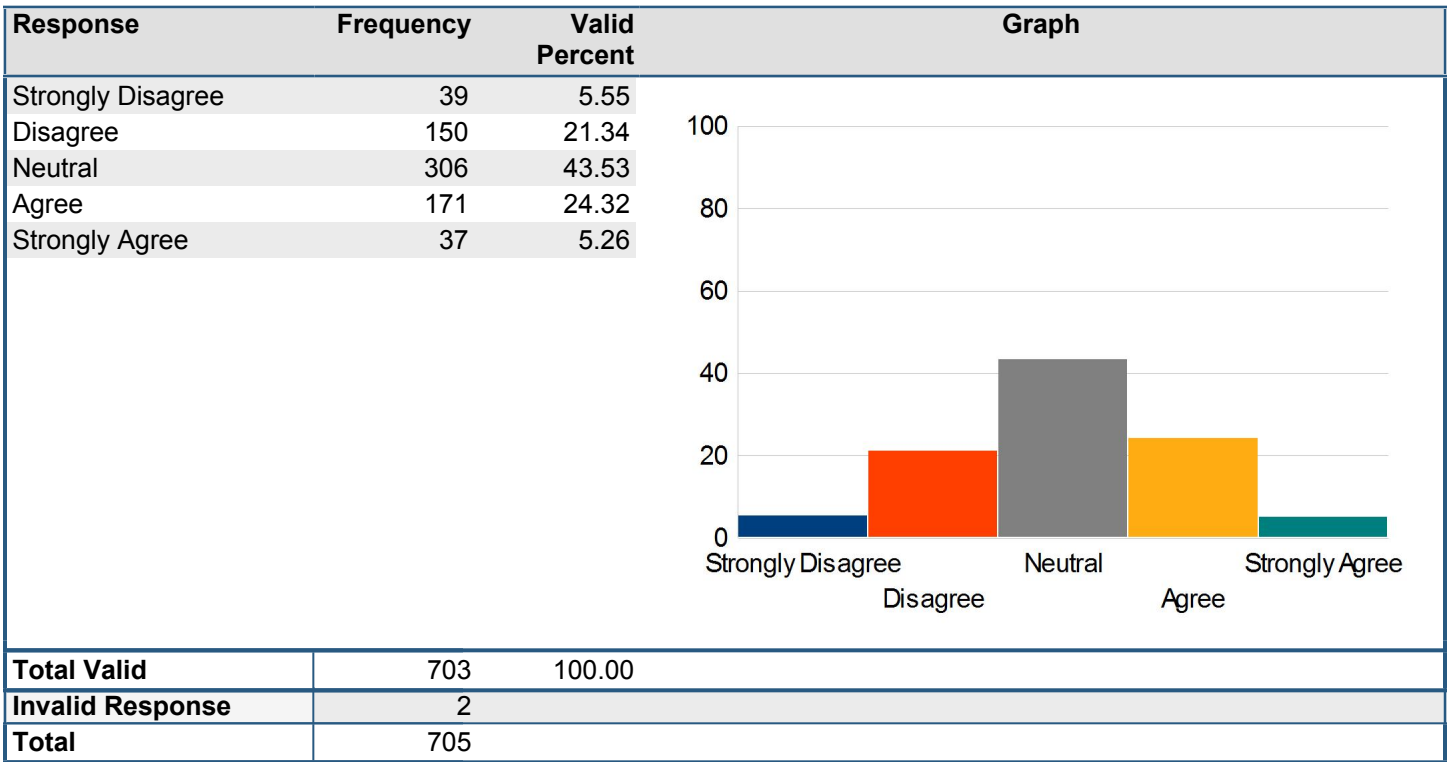 Response Frequency Valid Percent Graph
Strongly Disagree 39 5.55
Disagree 150 21.34
Neutral 306 43.53
Agree 171 24.32
Strongly Agree 37 5.26
100
80
60
40
20
0
Strongly Disagree Neutral Strongly Agree
Disagree Agree
Total Valid 703 100.00
Invalid Response 2
Total 705